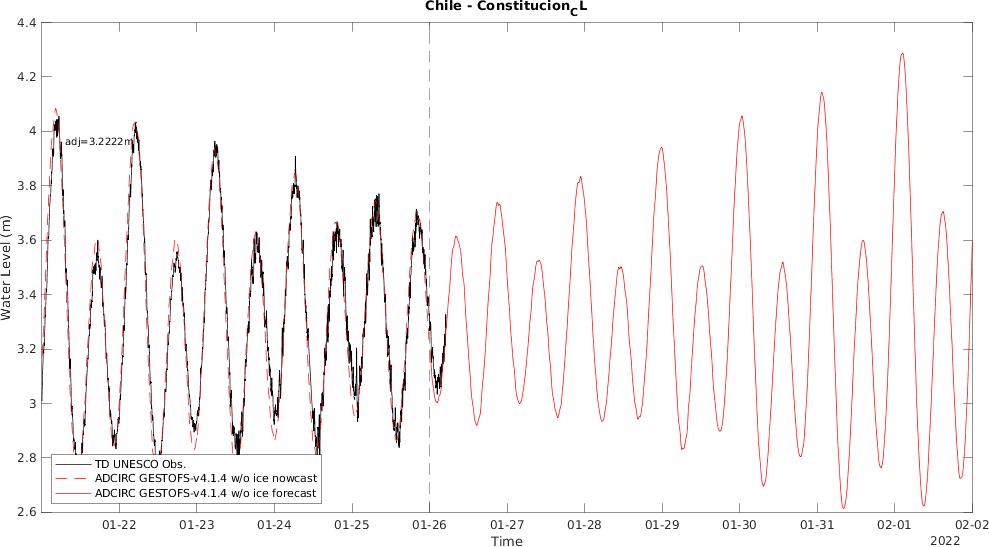 Chile - Constitucion_CL
4.4
4.2
4
3.8
3.6
3.4
3.2
3
2.8
2.6
Water Level (m)
adj=3.2222m
TD UNESCO Obs.
ADCIRC GESTOFS-v4.1.4 w/o ice nowcast
ADCIRC GESTOFS-v4.1.4 w/o ice forecast
01-22 01-23 01-24 01-25 01-26 01-27 01-28 01-29 01-30 01-31 02-01 02-02
Time
2022